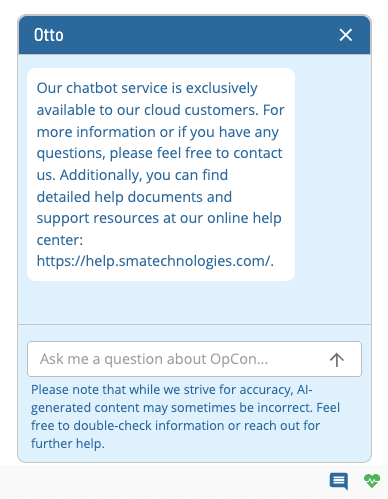 Otto
Our chatbot service is exclusively
available to our cloud customers. For
more information or if you have any
questions, please feel free to contact
us. Additionally, you can find
detailed help documents and
support resources at our online help
center:
https://help.smatechnologies.com/.
Ask me a question about OpCon...
Please note that while we strive for accuracy, AI-
generated content may sometimes be incorrect. Feel
free to double-check information or reach out for
further help.